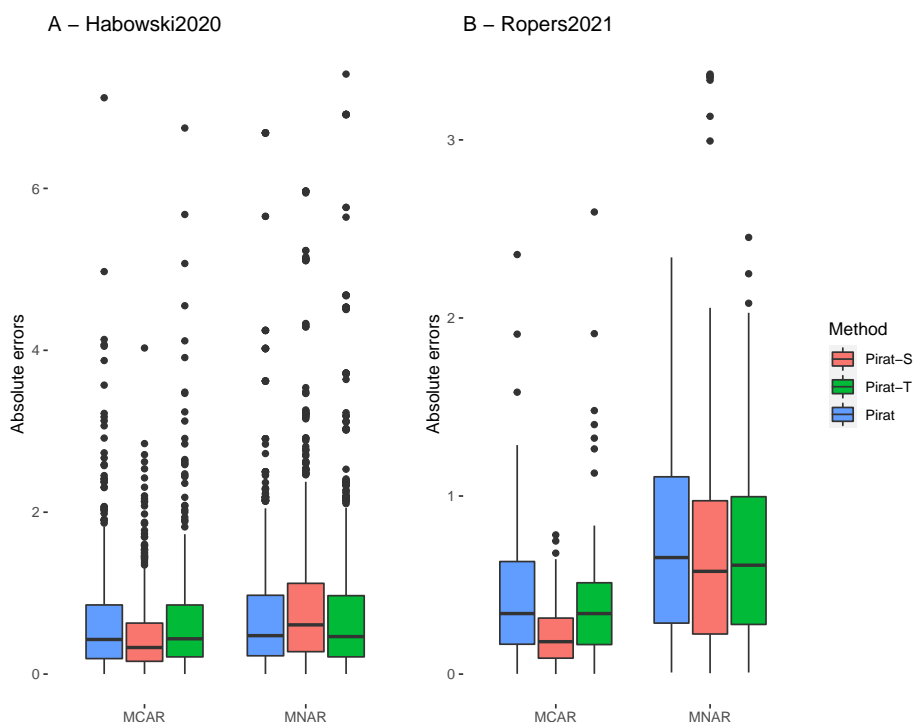 A – Habowski2020
B – Ropers2021
Absolute errors
6
4
2
0
MCAR
MNAR
Absolute errors
3
2
1
0
MCAR
MNAR
Method
Pirat–S
Pirat–T
Pirat